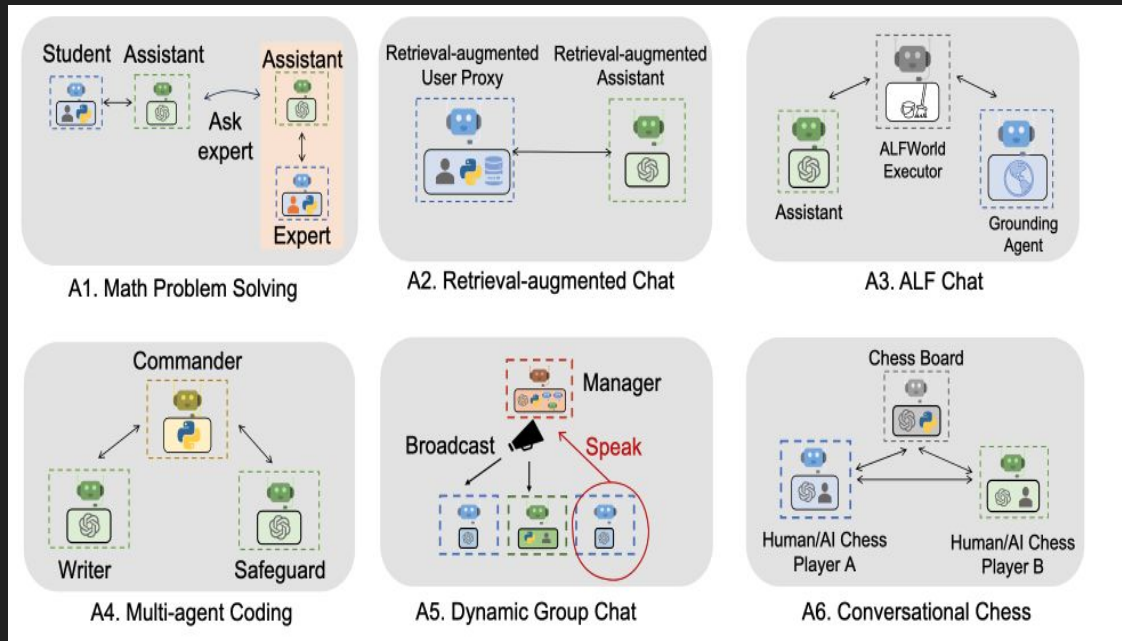 Student Assistant
Assistant
Ask
expert
Expert
A1. Math Problem Solving
Retrieval-augmented
User Proxy
Retrieval-augmented
Assistant
A2. Retrieval-augmented Chat
ALFWorld
Executor
Assistant
Grounding
Agent
A3. ALF Chat
Commander
Writer
Safeguard
A4. Multi-agent Coding
Manager
Broadcast
Speak
A5. Dynamic Group Chat
Chess Board
Human/AI Chess
Player A
Human/AI Chess
Player B
A6. Conversational Chess